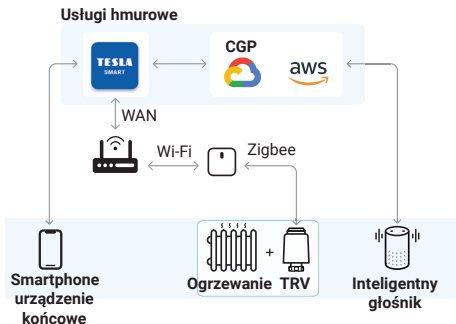 Usługi hmurowe
TESLA
SMART
CGP
aws
WAN
Wi-Fi
Zigbee
+
Ogrzewanie TRV
Smartphone
urządzenie
końcowe
Inteligentny
głośnik